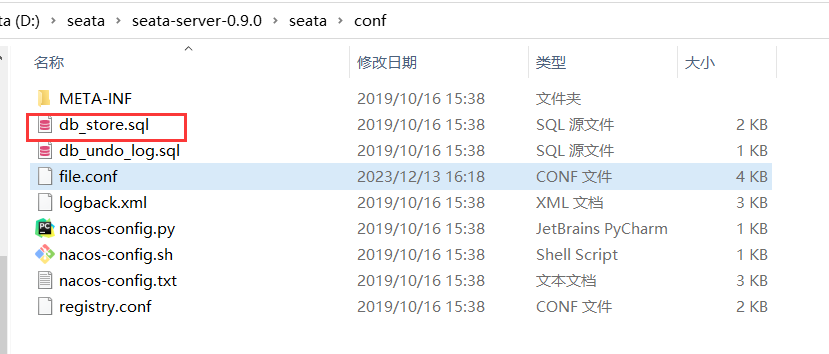 ta (D:) > seata > seata-server-0.9.0 > seata > conf
名称 修改日期 类型 大小
META-INF 2019/10/16 15:38 文件夹
db_store.sql 2019/10/16 15:38 SQL 源文件 2 KB
db_undo_log.sql 2019/10/16 15:38 SQL 源文件 1 KB
file.conf 2023/12/13 16:18 CONF 文件 4 KB
logback.xml 2019/10/16 15:38 XML 文档 3 KB
nacos-config.py 2019/10/16 15:38 JetBrains PyCharm 1 KB
nacos-config.sh 2019/10/16 15:38 Shell Script 1 KB
nacos-config.txt 2019/10/16 15:38 文本文档 3 KB
registry.conf 2019/10/16 15:38 CONF 文件 2 KB